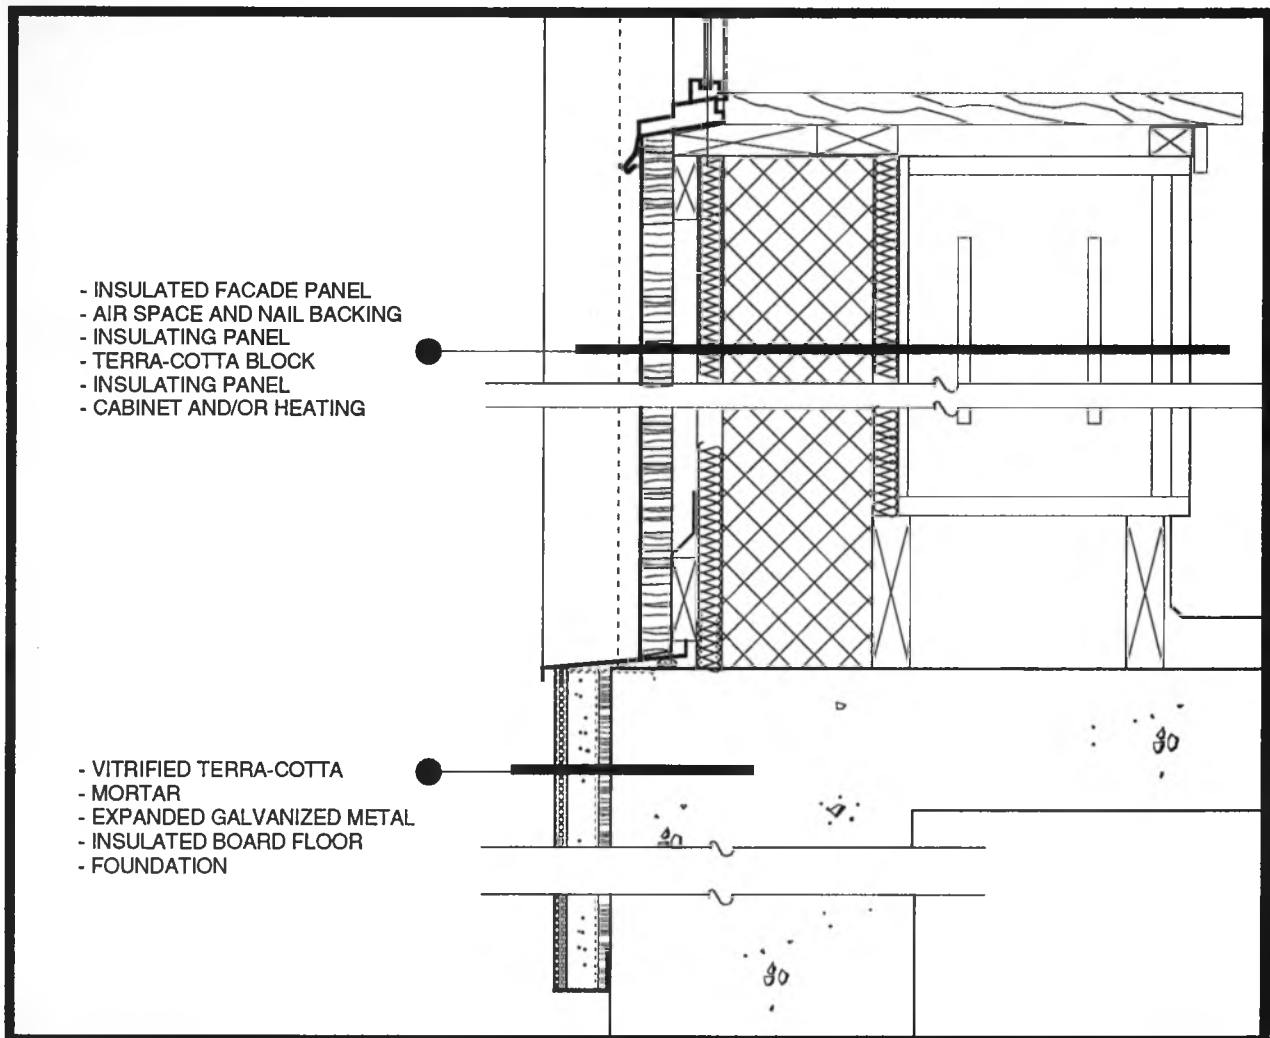 - INSULATED FACADE PANEL
- AIR SPACE AND NAIL BACKING
- INSULATING PANEL
- TERRA-COTTA BLOCK
- INSULATING PANEL
- CABINET AND/OR HEATING
- VITRIFIED TERRA-COTTA
- MORTAR
- EXPANDED GALVANIZED METAL
- INSULATED BOARD FLOOR
- FOUNDATION